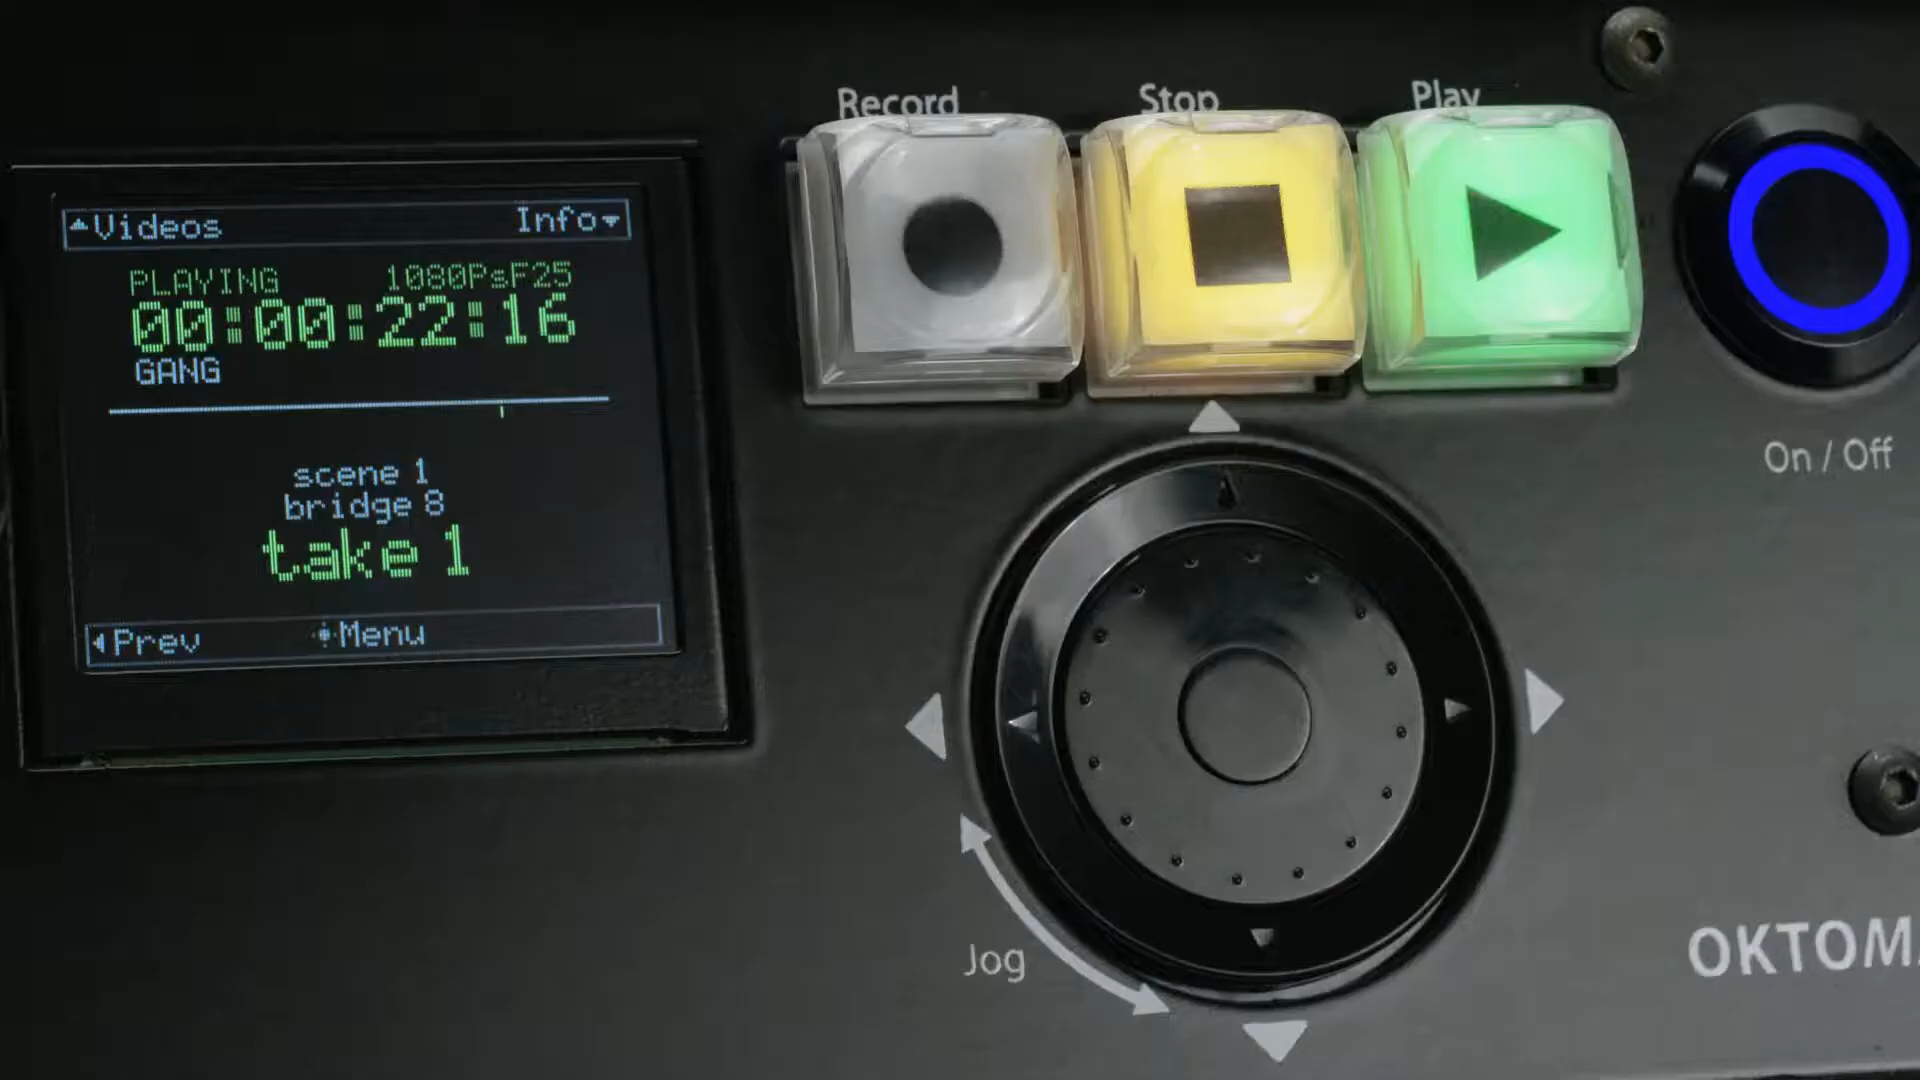 Record Stop Play
Videos Info
PLAYING 1080PsF25
00:00:22:16
GANG
scene 1
bridge 8
take 1
Prev Menu
On / Off
Jog
OKTOM